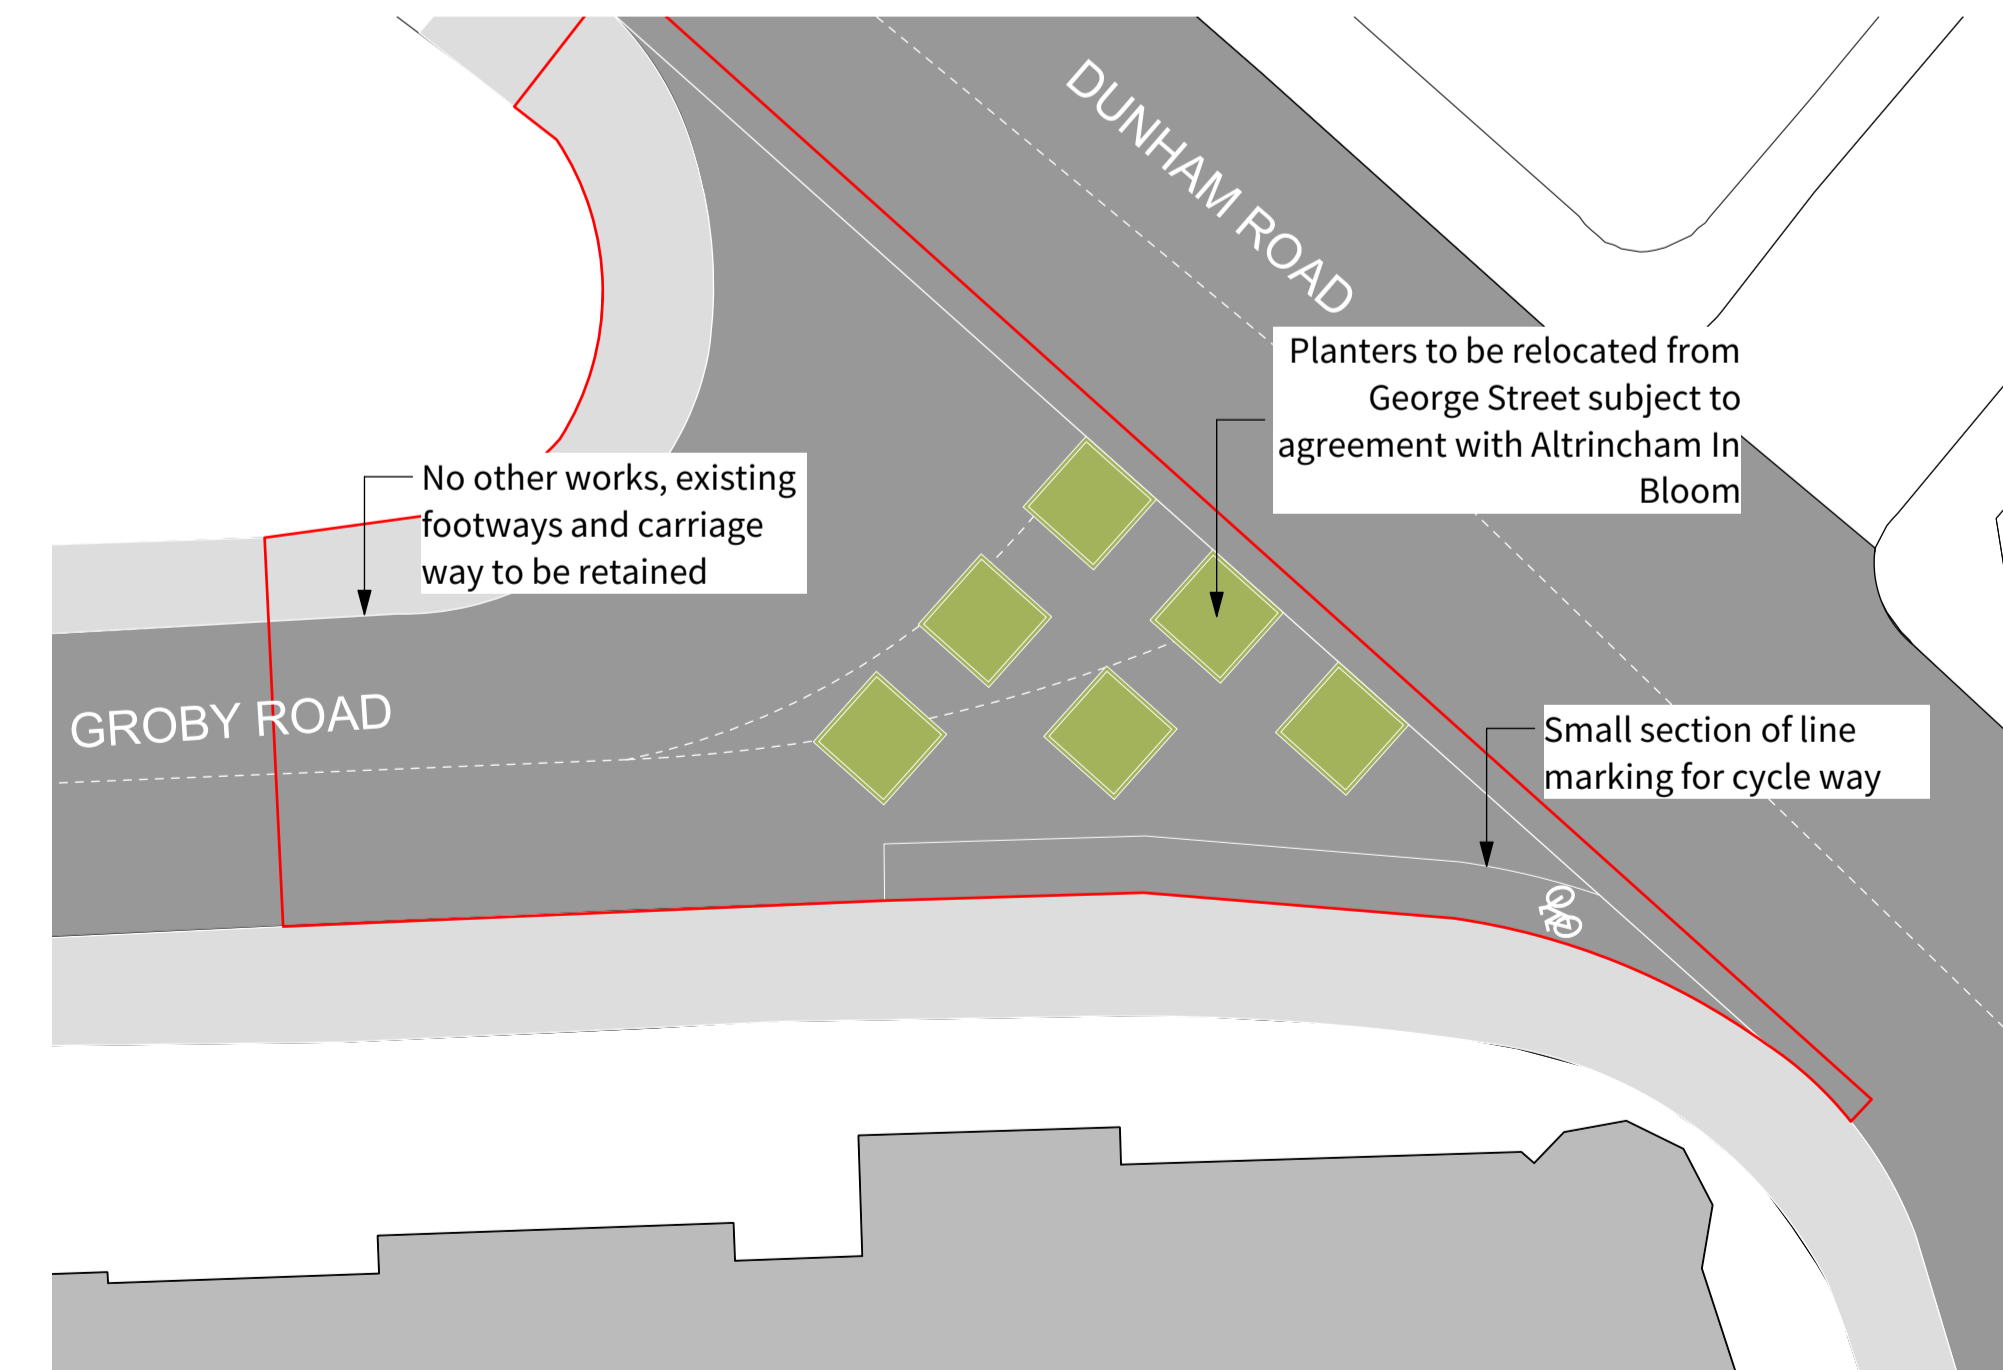 DUNHAM ROAD
Planters to be relocated from
George Street subject to
agreement with Altrincham In
Bloom
No other works, existing
footways and carriage
way to be retained
GROBY ROAD
Small section of line
marking for cycle way